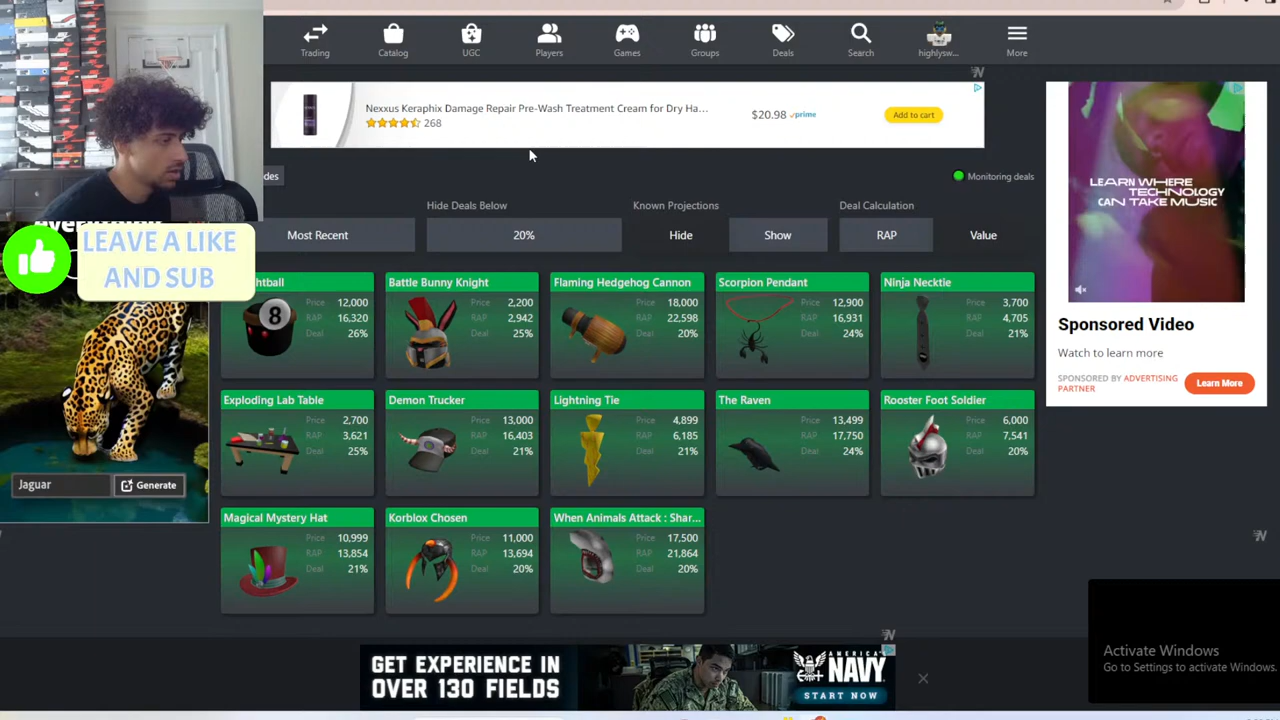 Trading
Catalog
UGC
Players
Games
Groups
Deals
Search
highlysw...
More
Nexxus Keraphix Damage Repair Pre-Wash Treatment Cream for Dry Ha...
268
$20.98 prime
Add to cart
LEARN WHERE
TECHNOLOGY
CAN TAKE MUSIC
des
Monitoring deals
Hide Deals Below
Known Projections
Deal Calculation
Most Recent
20%
Hide
Show
RAP
Value
LEAVE A LIKE
AND SUB
Sponsored Video
Watch to learn more
SPONSORED BY ADVERTISING
PARTNER
Learn More
Price 12,000
RAP 16,320
Deal 26%
8
Battle Bunny Knight
Price 2,200
RAP 2,942
Deal 25%
Flaming Hedgehog Cannon
Price 18,000
RAP 22,598
Deal 20%
Scorpion Pendant
Price 12,900
RAP 16,931
Deal 24%
Ninja Necktie
Price 3,700
RAP 4,705
Deal 21%
Exploding Lab Table
Price 2,700
RAP 3,621
Deal 25%
Demon Trucker
Price 13,000
RAP 16,403
Deal 21%
Lightning Tie
Price 4,899
RAP 6,185
Deal 21%
The Raven
Price 13,499
RAP 17,750
Deal 24%
Rooster Foot Soldier
Price 6,000
RAP 7,541
Deal 20%
Jaguar
Generate
Magical Mystery Hat
Price 10,999
RAP 13,854
Deal 21%
Korblox Chosen
Price 11,000
RAP 13,694
Deal 20%
When Animals Attack : Shar...
Price 17,500
RAP 21,864
Deal 20%
GET EXPERIENCE IN
OVER 130 FIELDS
AMERICA'S
NAVY
START NOW
Activate Windows
Go to Settings to activate Windows.